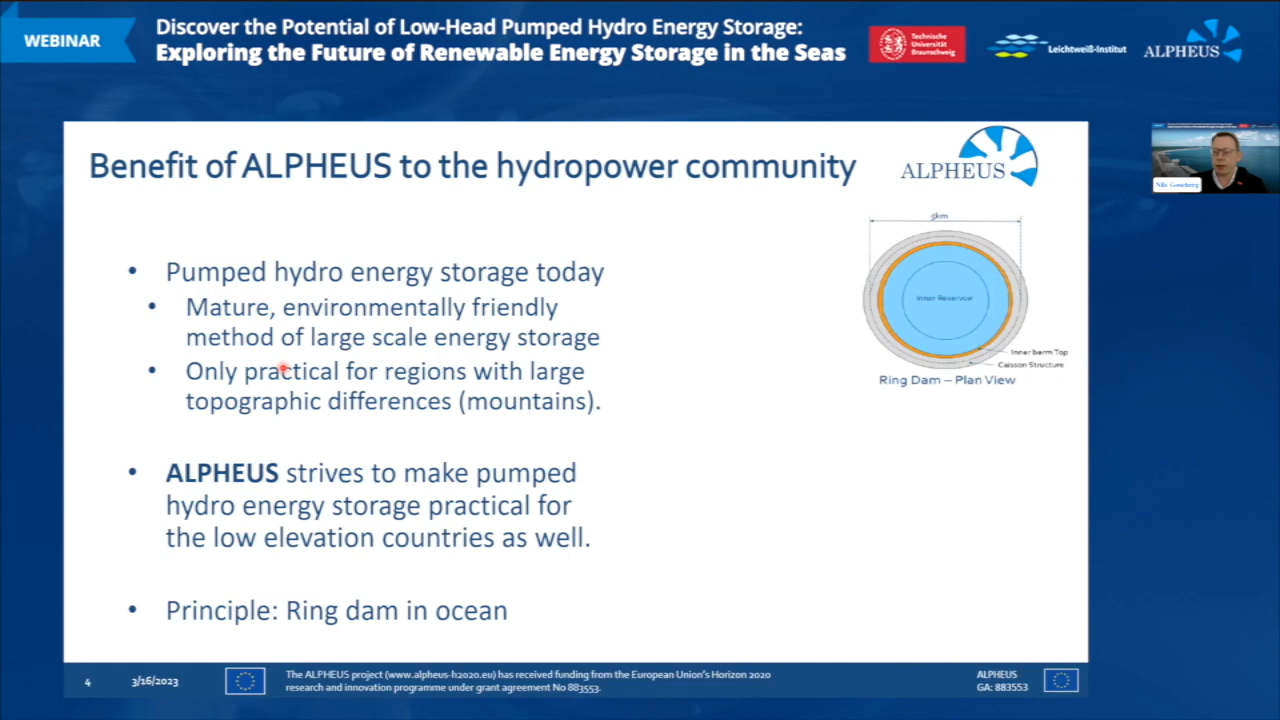 WEBINAR
Discover the Potential of Low-Head Pumped Hydro Energy Storage:
Exploring the Future of Renewable Energy Storage in the Seas
Technische
Universität
Braunschweig
Leichtweiß-Institut
ALPHEUS
Benefit of ALPHEUS to the hydropower community
ALPHEUS
• Pumped hydro energy storage today
• Mature, environmentally friendly
method of large scale energy storage
• Only practical for regions with large
topographic differences (mountains).
• ALPHEUS strives to make pumped
hydro energy storage practical for
the low elevation countries as well.
• Principle: Ring dam in ocean
5km
Inner Reservoir
Inner barm Top
Caisson Structure
Ring Dam – Plan View
Nils Goseberg
4
3/16/2023
The ALPHEUS project (www.alpheus-h2020.eu) has received funding from the European Union's Horizon 2020
research and innovation programme under grant agreement No 883553.
ALPHEUS
GA: 883553